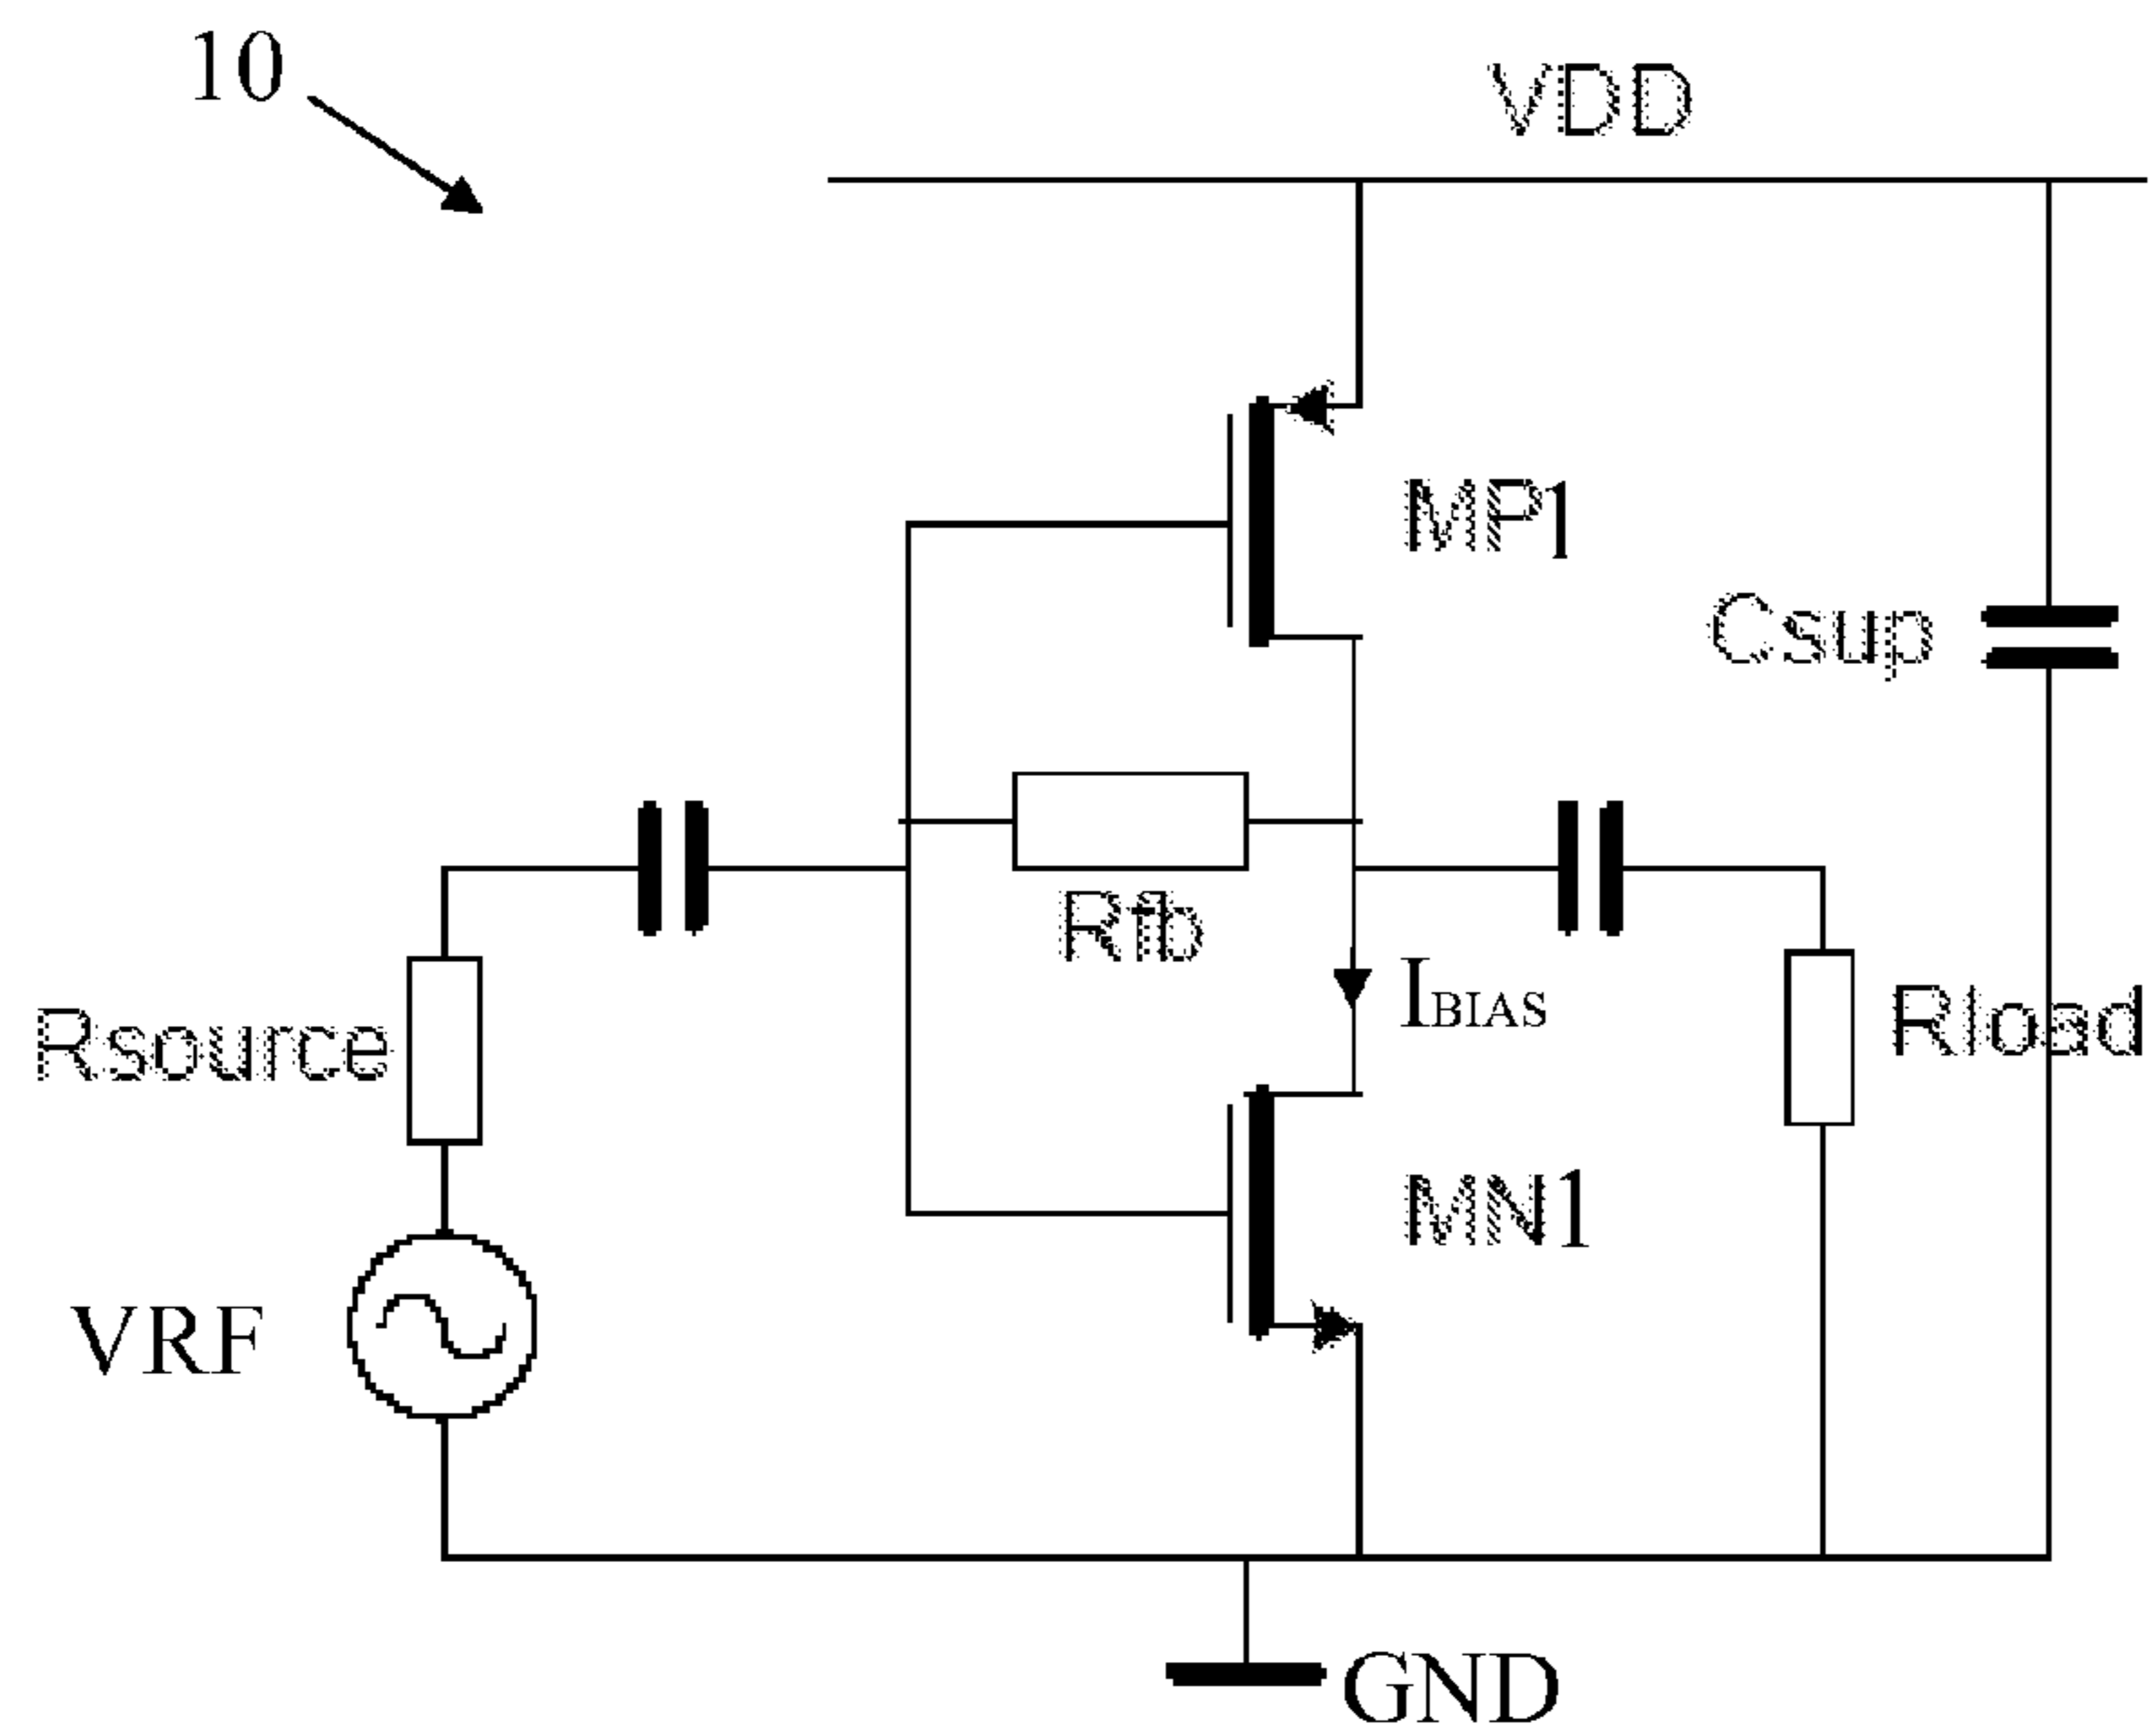 10
VDD
MP1
Csup
Rfb
IBIAS
Rsource
Rload
MN1
VRF
GND